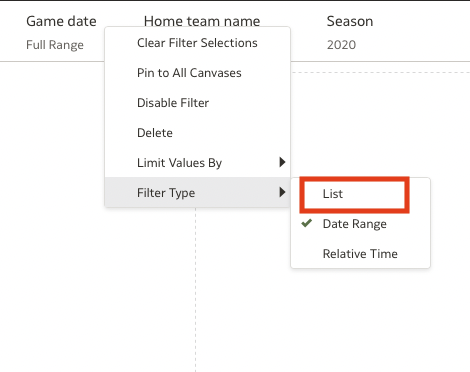 Game date
Home team name
Season
Full Range
2020
Clear Filter Selections
Pin to All Canvases
Disable Filter
Delete
Limit Values By
Filter Type
List
Date Range
Relative Time